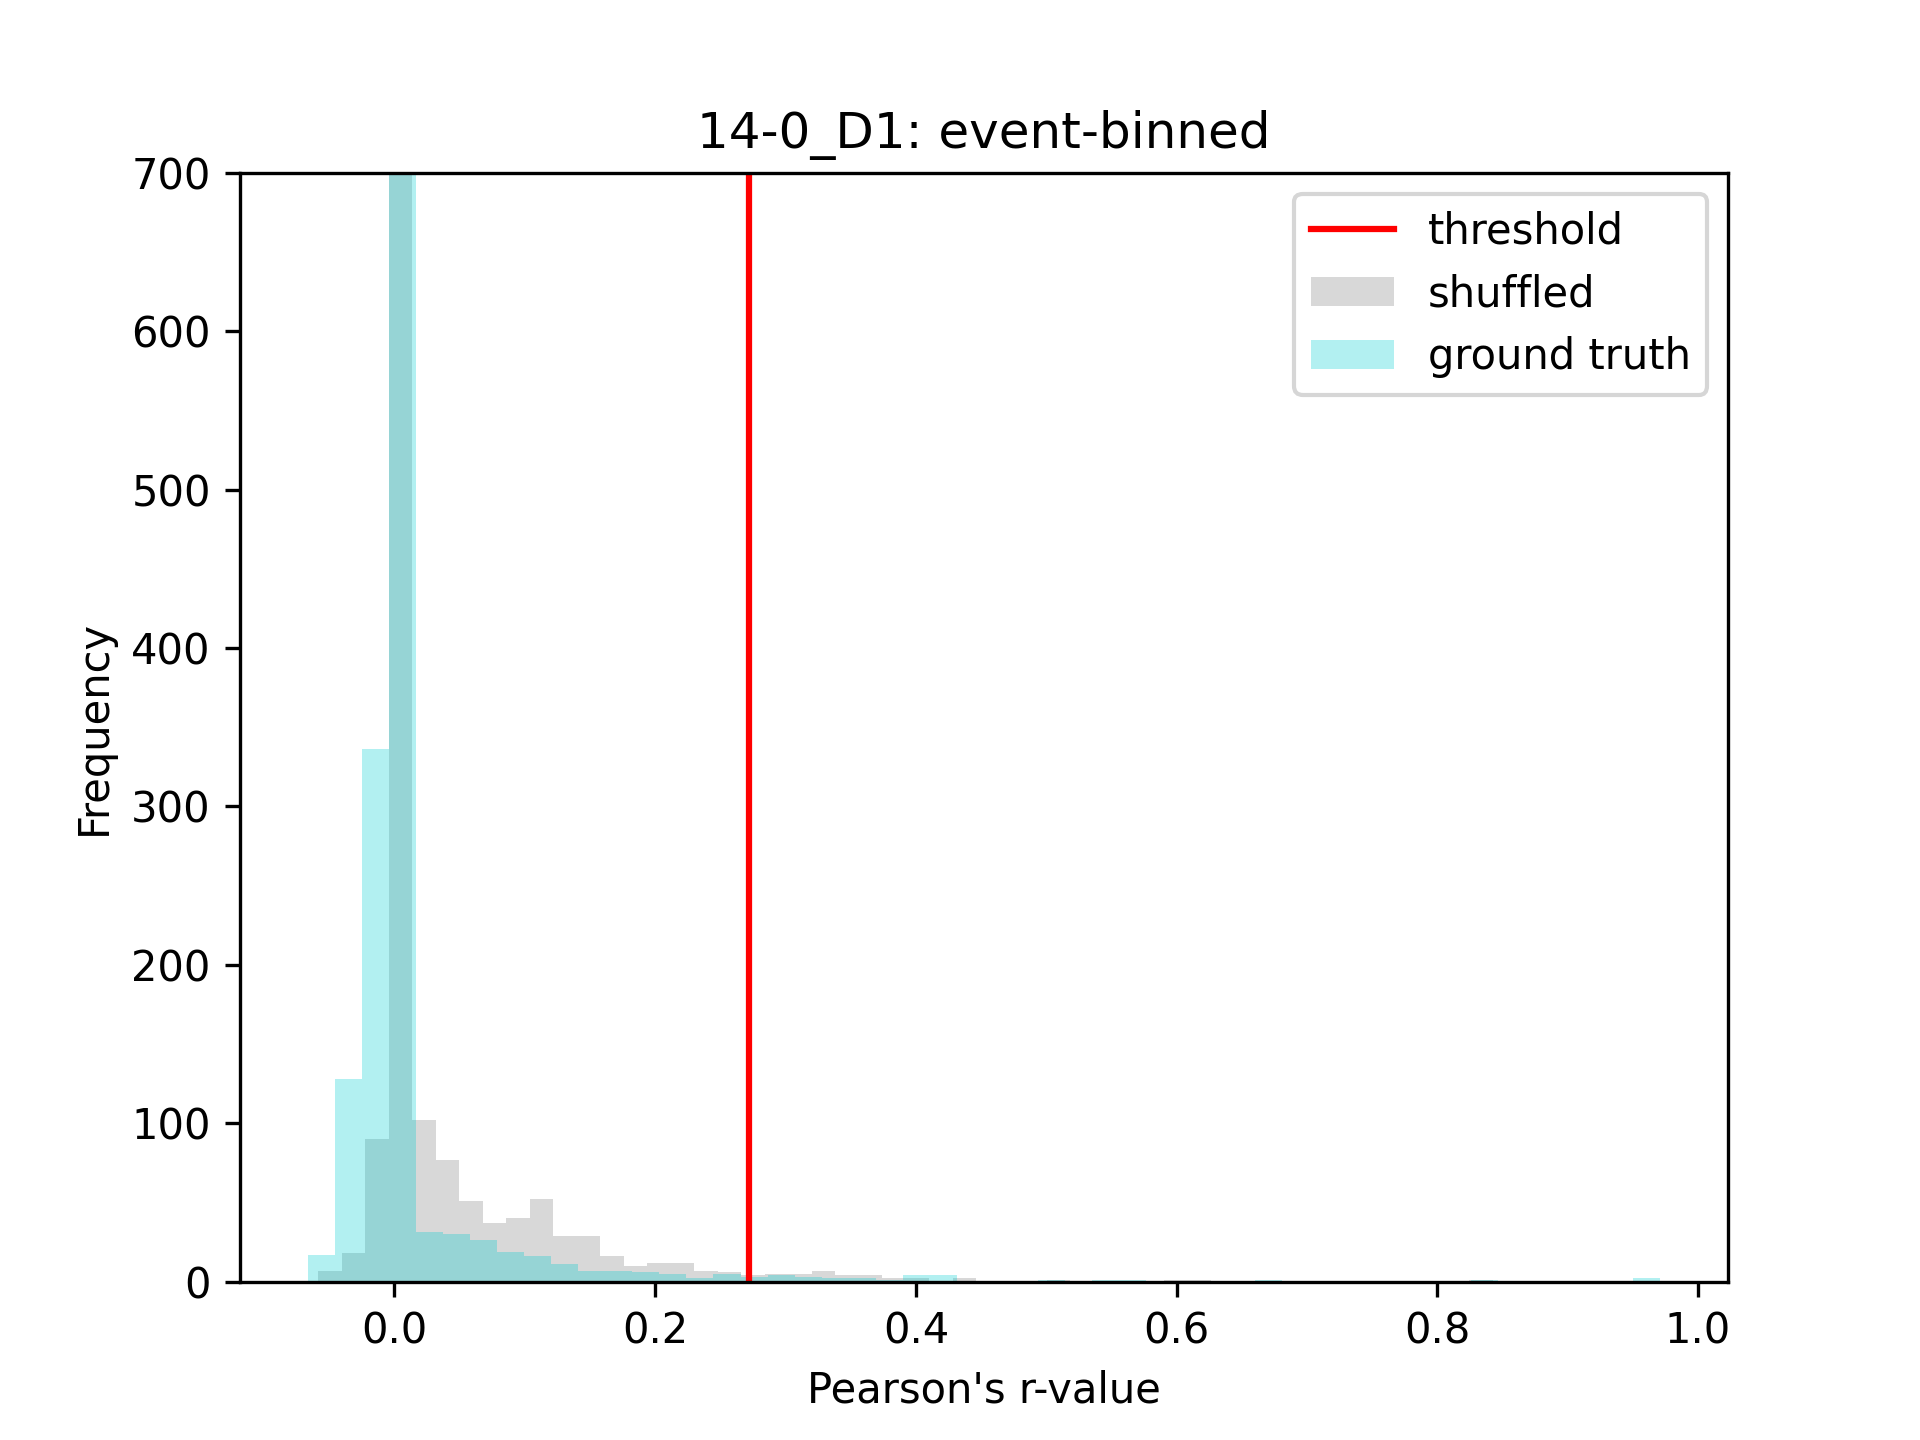 14-0_D1: event-binned
threshold
shuffled
ground truth
Frequency
700
600
500
400
300
200
100
0
0.0 0.2 0.4 0.6 0.8 1.0
Pearson's r-value